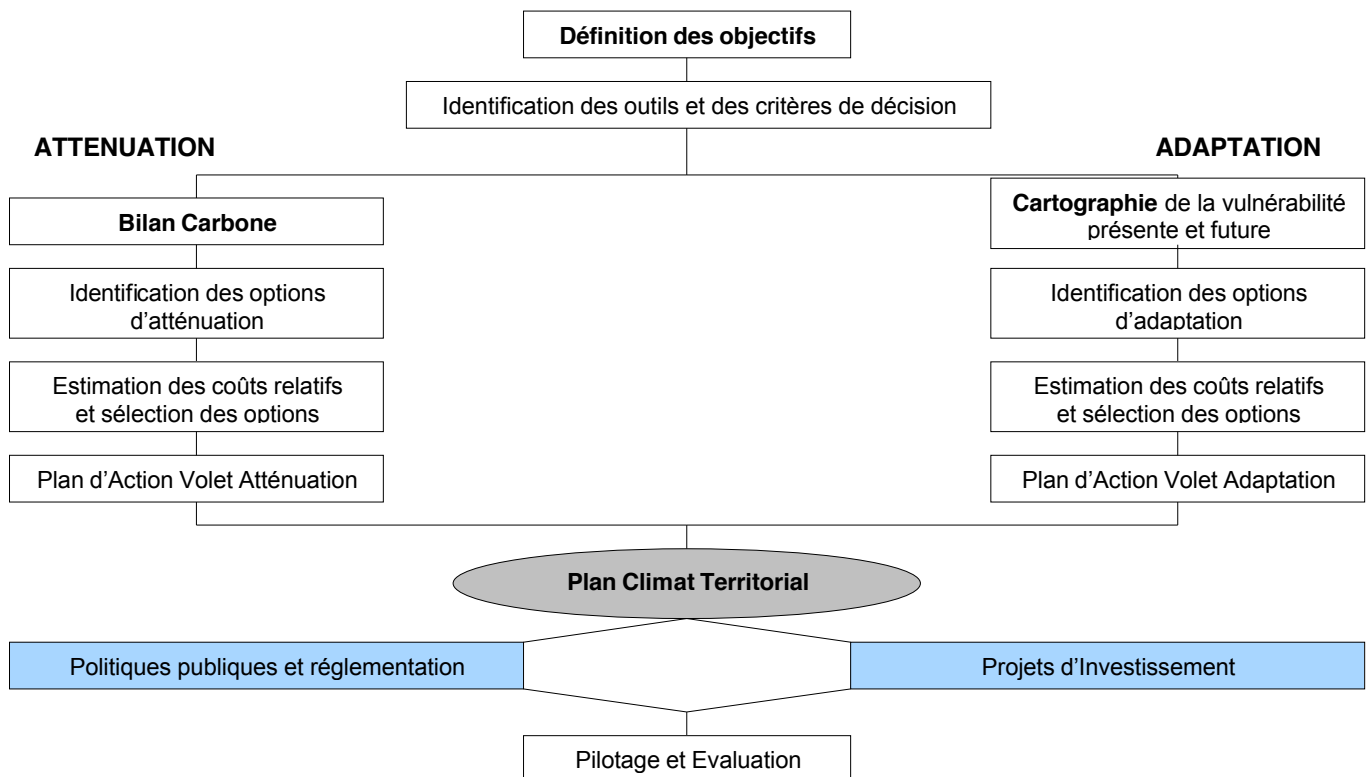 Définition des objectifs
Identification des outils et des critères de décision
ATTENUATION
ADAPTATION
Bilan Carbone
Cartographie de la vulnérabilité
présente et future
Identification des options
d’atténuation
Identification des options
d’adaptation
Estimation des coûts relatifs
et sélection des options
Estimation des coûts relatifs
et sélection des options
Plan d’Action Volet Atténuation
Plan d’Action Volet Adaptation
Plan Climat Territorial
Politiques publiques et réglementation
Projets d’Investissement
Pilotage et Evaluation